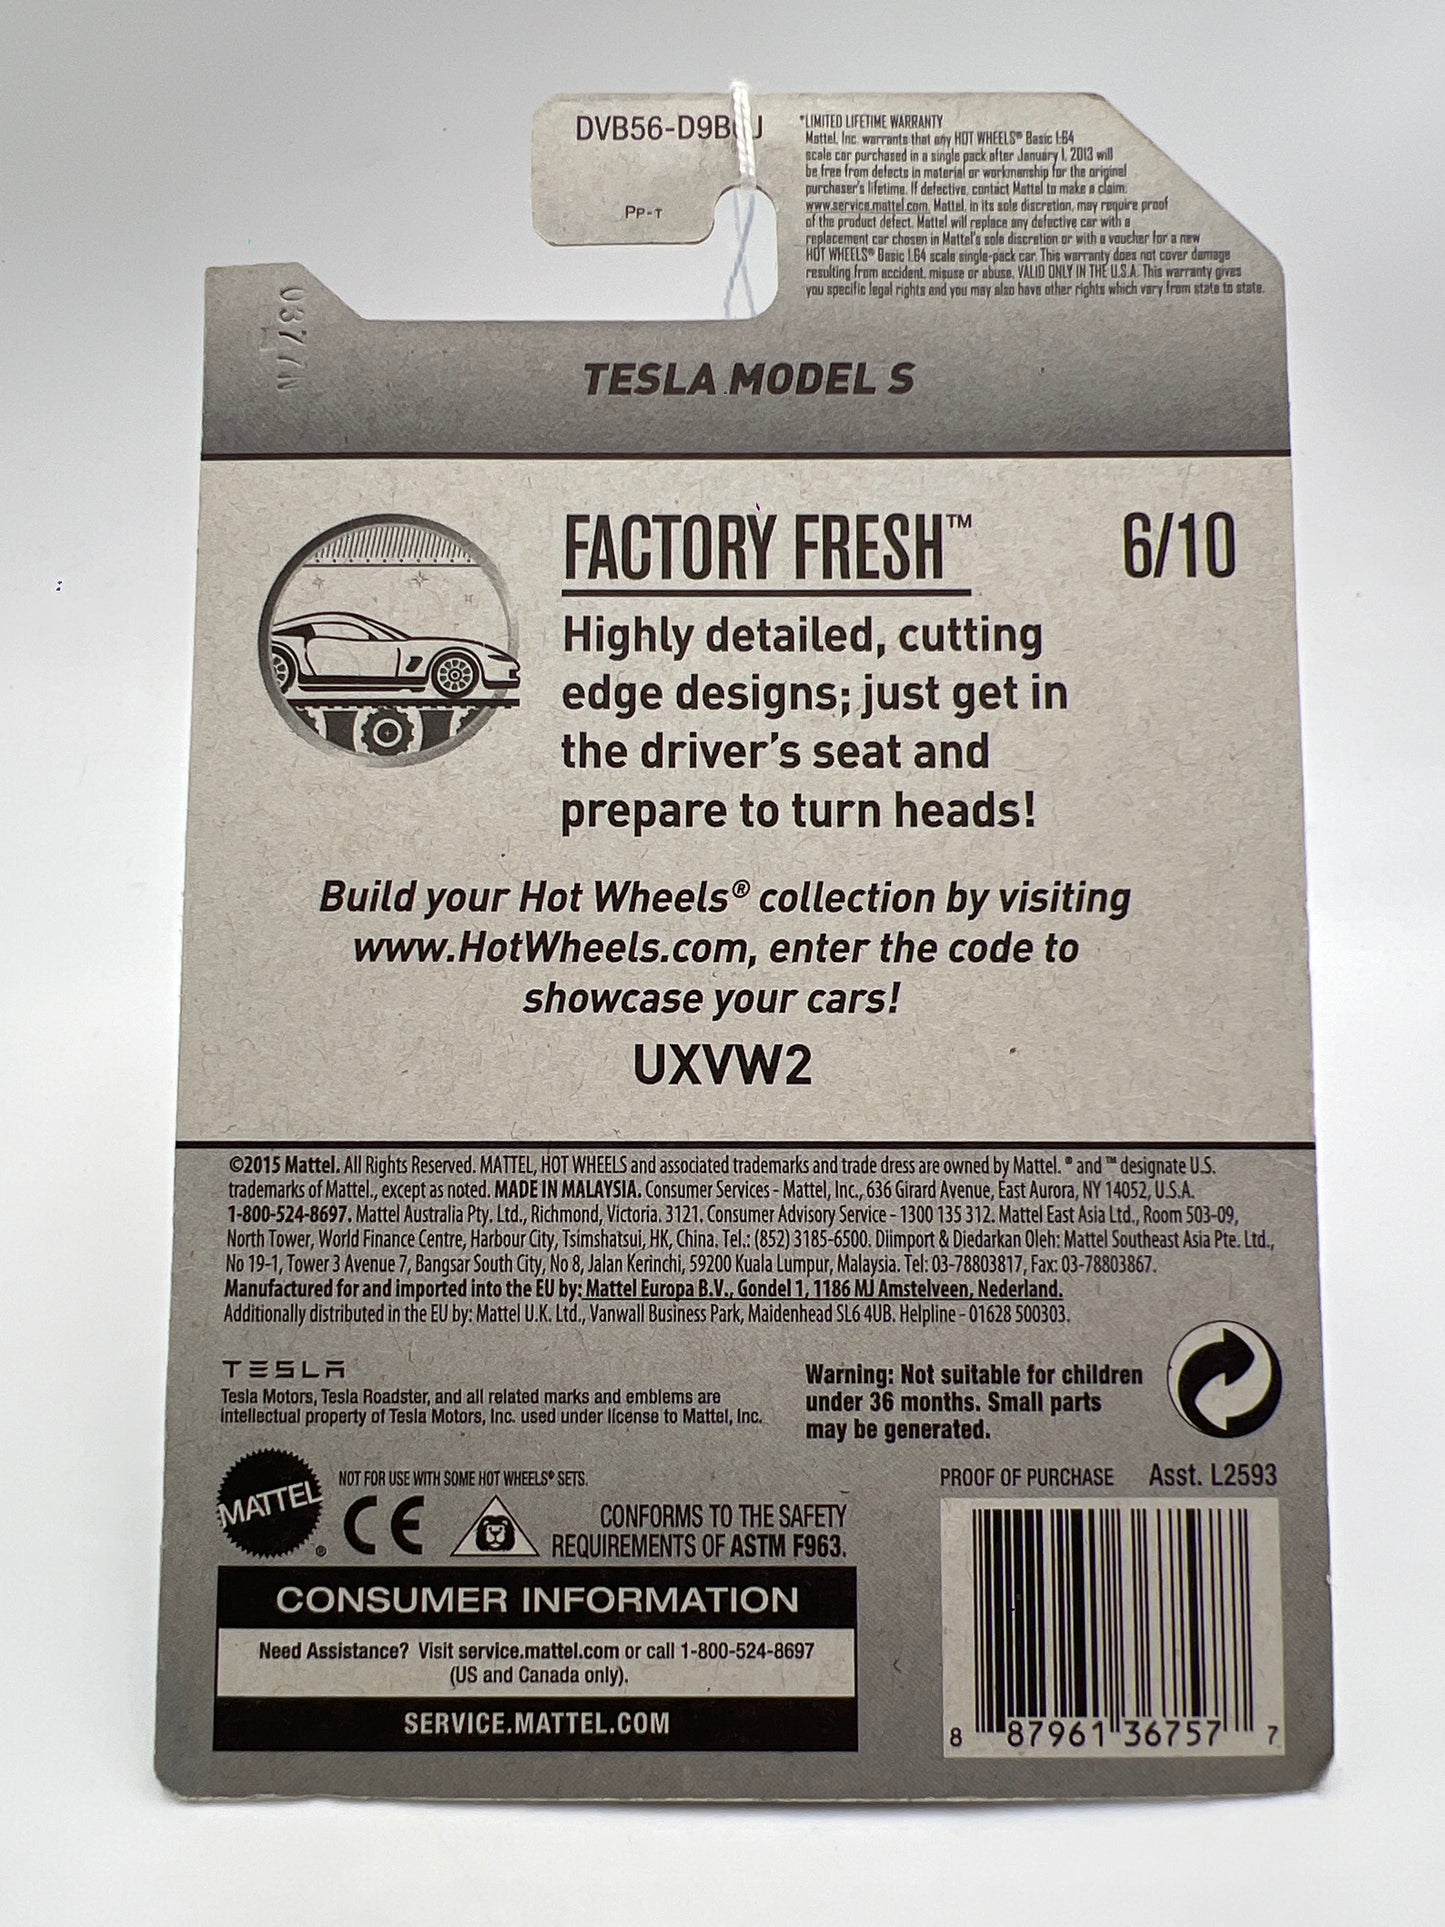 DVB56-D9B
Pp-T
*LIMITED LIFETIME WARRANTY
Mattel, Inc. warrants that any HOT WHEELS® Basic 1:64
scale car purchased in a single pack after January 1, 2013 will
be free from defects in material or workmanship for the original
purchaser's lifetime. If defective, contact Mattel to make a claim.
www.service.mattel.com. Mattel, in its sole discretion, may require proof
of the product defect. Mattel will replace any defective car with a
replacement car chosen in Mattel's sole discretion or with a voucher for a new
HOT WHEELS® Basic 1:64 scale single-pack car. This warranty does not cover damage
resulting from accident, misuse or abuse. VALID ONLY IN THE U.S.A. This warranty gives
you specific legal rights and you may also have other rights which vary from state to state.
0377N
TESLA MODEL S
FACTORY FRESH™
6/10
Highly detailed, cutting
edge designs; just get in
the driver's seat and
prepare to turn heads!
Build your Hot Wheels® collection by visiting
www.HotWheels.com, enter the code to
showcase your cars!
UXVW2
©2015 Mattel. All Rights Reserved. MATTEL, HOT WHEELS and associated trademarks and trade dress are owned by Mattel. ® and ™ designate U.S.
trademarks of Mattel., except as noted. MADE IN MALAYSIA. Consumer Services - Mattel, Inc., 636 Girard Avenue, East Aurora, NY 14052, U.S.A.
1-800-524-8697. Mattel Australia Pty. Ltd., Richmond, Victoria. 3121. Consumer Advisory Service - 1300 135 312. Mattel East Asia Ltd., Room 503-09,
North Tower, World Finance Centre, Harbour City, Tsimshatsui, HK, China. Tel.: (852) 3185-6500. Diimport & Diedarkan Oleh: Mattel Southeast Asia Pte. Ltd.,
No 19-1, Tower 3 Avenue 7, Bangsar South City, No 8, Jalan Kerinchi, 59200 Kuala Lumpur, Malaysia. Tel: 03-78803817, Fax: 03-78803867.
Manufactured for and imported into the EU by: Mattel Europa B.V., Gondel 1, 1186 MJ Amstelveen, Nederland.
Additionally distributed in the EU by: Mattel U.K. Ltd., Vanwall Business Park, Maidenhead SL6 4UB. Helpline - 01628 500303.
TESLA
Tesla Motors, Tesla Roadster, and all related marks and emblems are
intellectual property of Tesla Motors, Inc. used under license to Mattel, Inc.
Warning: Not suitable for children
under 36 months. Small parts
may be generated.
MATTEL®
NOT FOR USE WITH SOME HOT WHEELS® SETS.
CE
CONFORMS TO THE SAFETY
REQUIREMENTS OF ASTM F963.
PROOF OF PURCHASE Asst. L2593
CONSUMER INFORMATION
Need Assistance? Visit service.mattel.com or call 1-800-524-8697
(US and Canada only).
SERVICE.MATTEL.COM
8 87961 36757 7